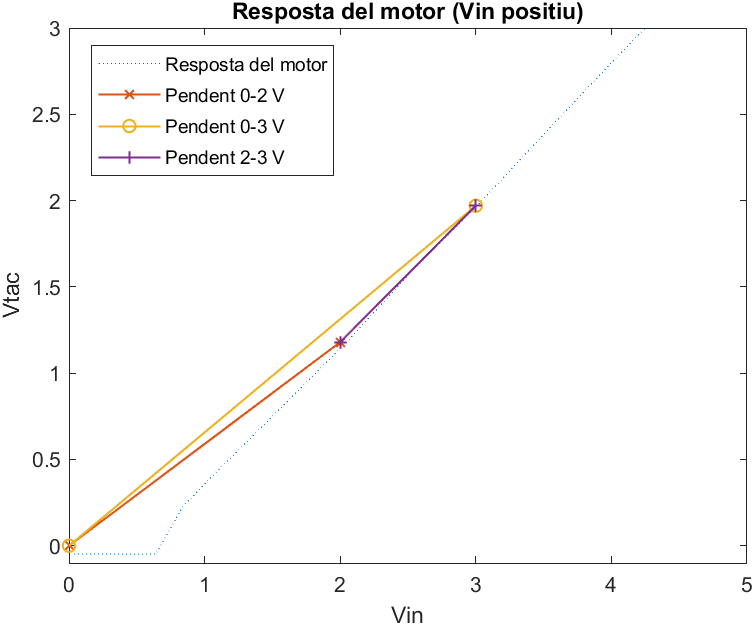 Resposta del motor (Vin positiu)
3
2.5
2
1.5
1
0.5
0
Vtac
Resposta del motor
Pendent 0-2 V
Pendent 0-3 V
Pendent 2-3 V
0 1 2 3 4 5
Vin